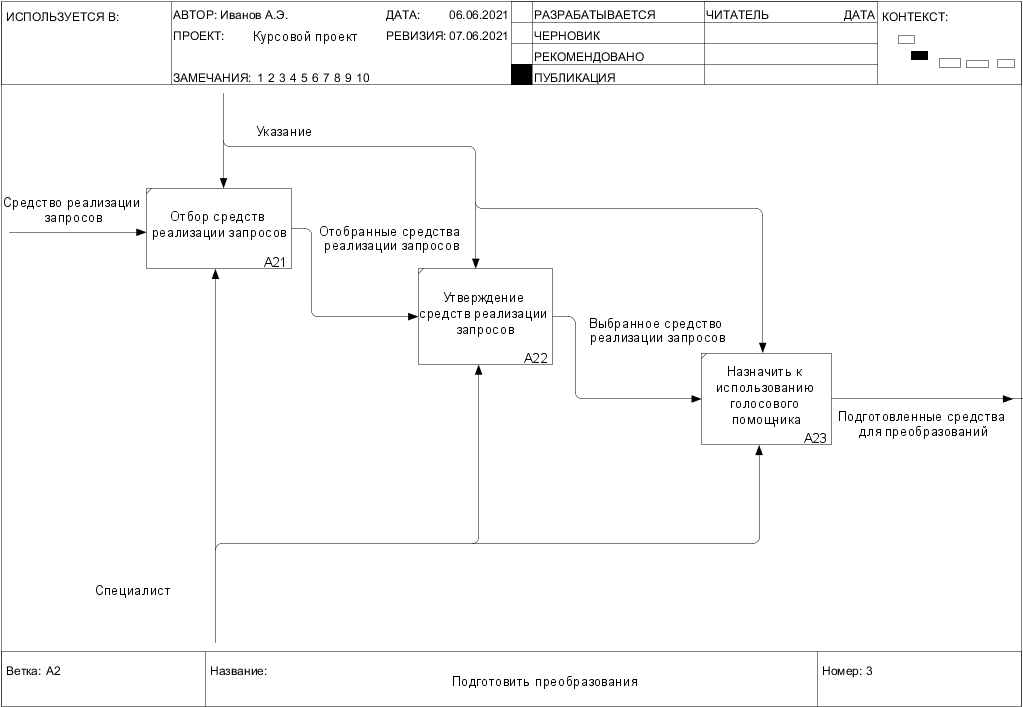 ИСПОЛЬЗУЕТСЯ В:
АВТОР: Иванов А.Э.
ДАТА: 06.06.2021
ПРОЕКТ: Курсовой проект
РЕВИЗИЯ: 07.06.2021
ЗАМЕЧАНИЯ: 1 2 3 4 5 6 7 8 9 10
РАЗРАБАТЫВАЕТСЯ
ЧЕРНОВИК
РЕКОМЕНДОВАНО
ПУБЛИКАЦИЯ
ЧИТАТЕЛЬ ДАТА
КОНТЕКСТ:
Указание
Средство реализации
запросов
Отбор средств
реализации запросов
A21
Отобранные средства
реализации запросов
Утверждение
средств реализации
запросов
A22
Выбранное средство
реализации запросов
Назначить к
использованию
голосового
помощника
A23
Подготовленные средства
для преобразований
Специалист
Ветка: A2
Название:
Подготовить преобразования
Номер: 3